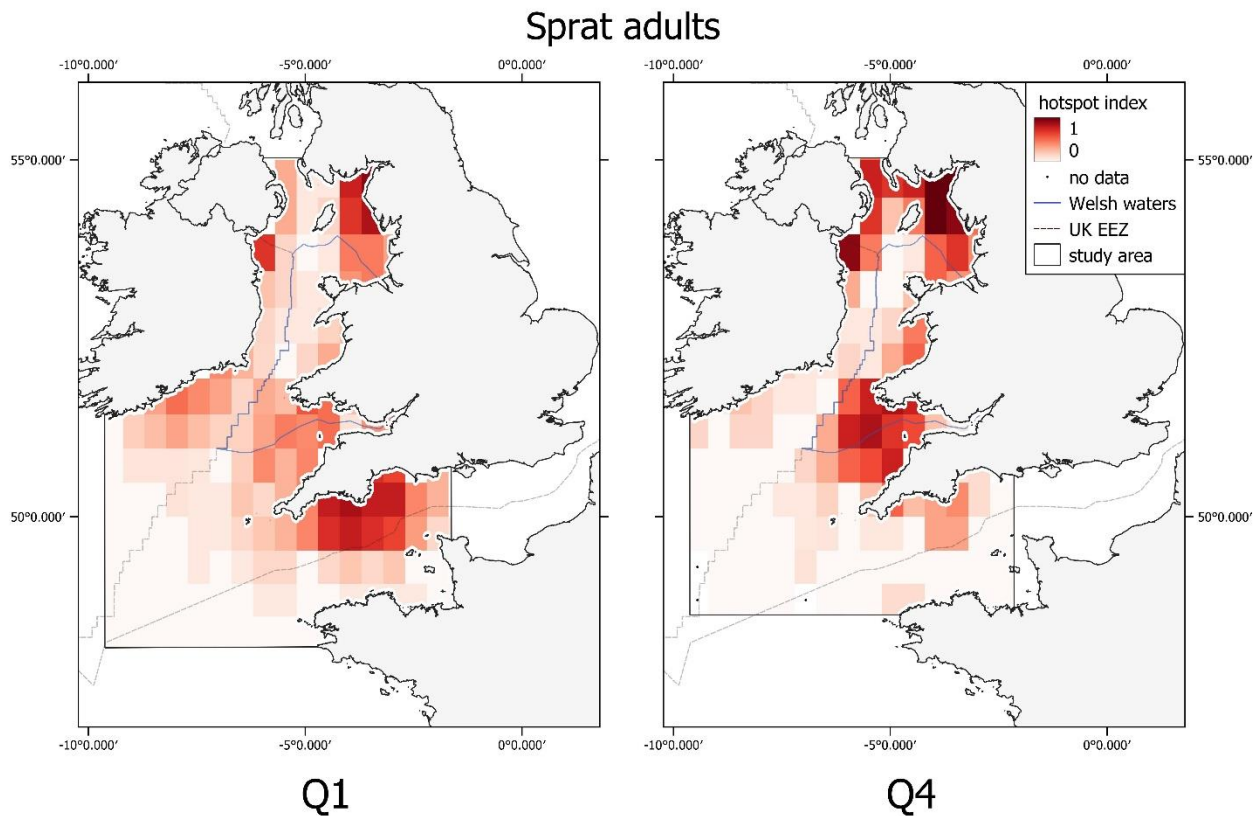 Sprat adults
-10°0.000′ -5°0.000′ 0°0.000′ -10°0.000′ -5°0.000′ 0°0.000′
hotspot index
1
0
no data
Welsh waters
UK EEZ
study area
55°0.000′ 55°0.000′
50°0.000′ 50°0.000′
-10°0.000′ -5°0.000′ 0°0.000′ -10°0.000′ -5°0.000′ 0°0.000′
Q1 Q4